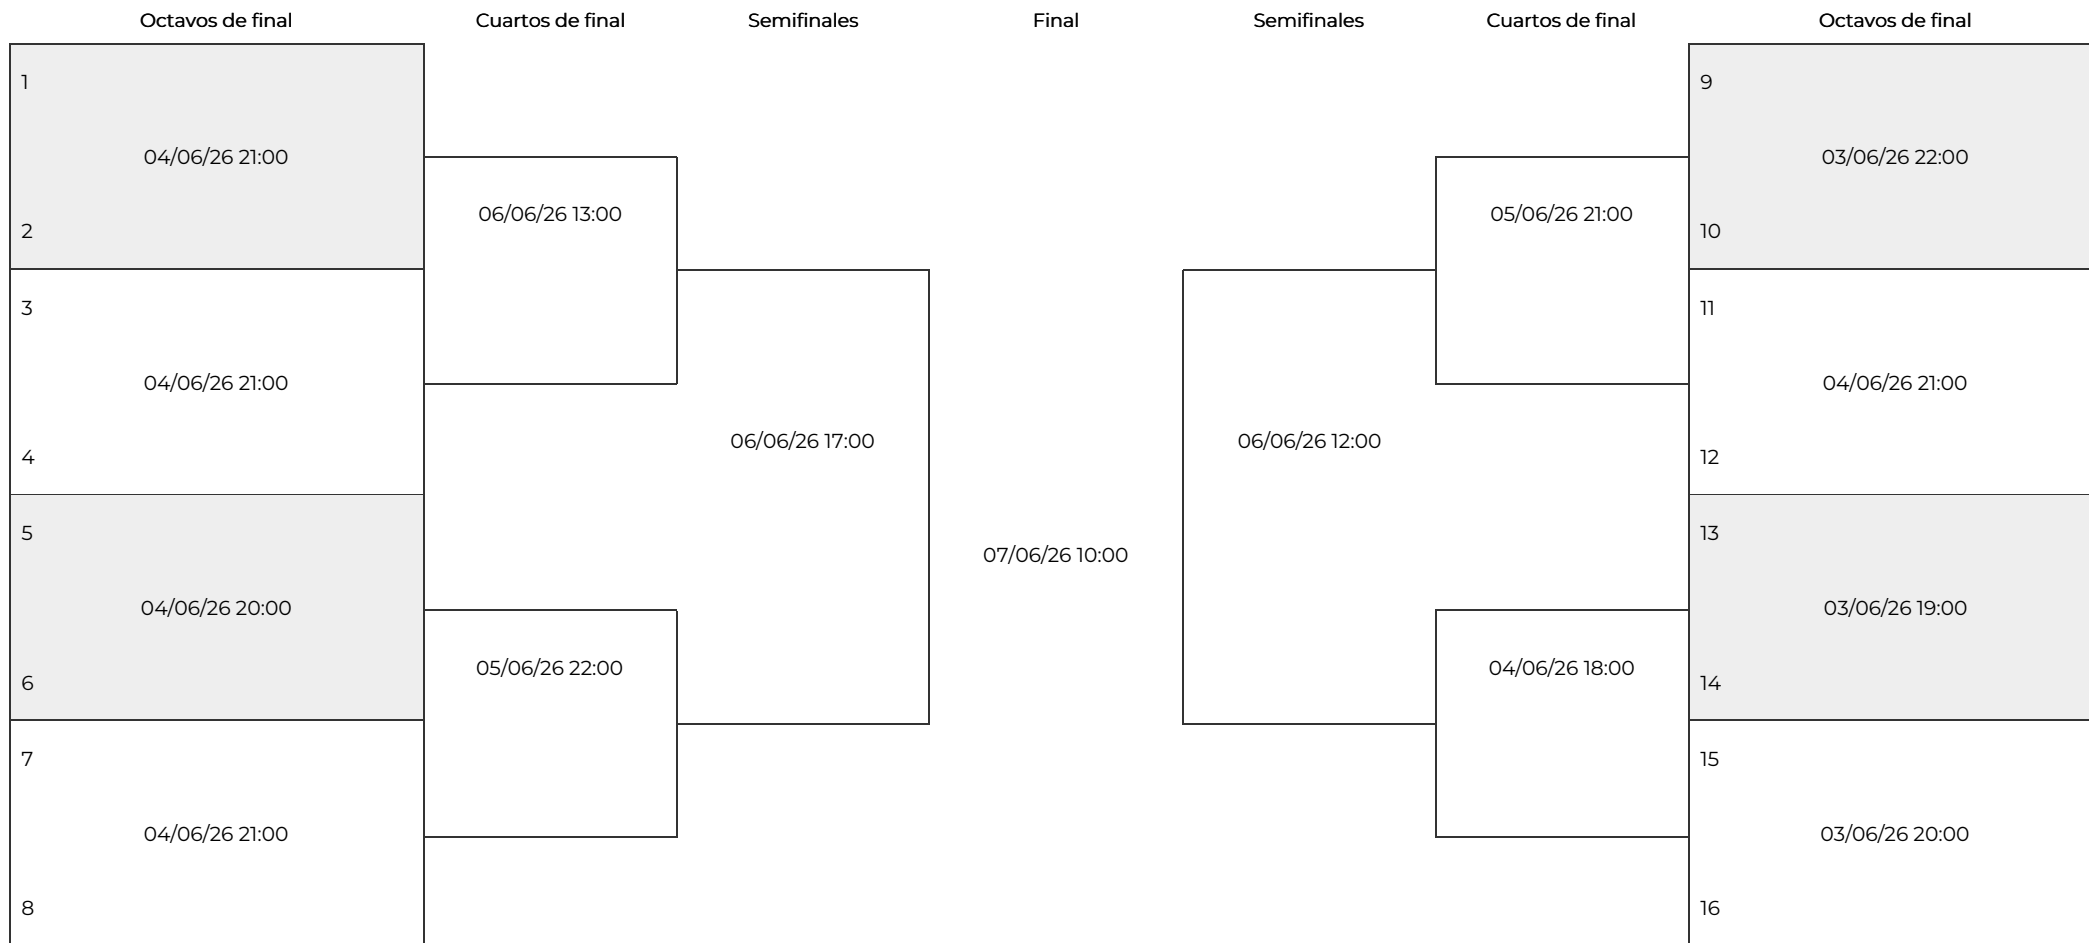 Octavos de final Cuartos de final Semifinales Final Semifinales Cuartos de final Octavos de final
1 9
04/06/26 21:00 03/06/26 22:00
06/06/26 13:00 05/06/26 21:00
2 10
3 11
04/06/26 21:00 04/06/26 21:00
06/06/26 17:00 06/06/26 12:00
4 12
5 13
07/06/26 10:00
04/06/26 20:00 03/06/26 19:00
05/06/26 22:00 04/06/26 18:00
6 14
7 15
04/06/26 21:00 03/06/26 20:00
8 16